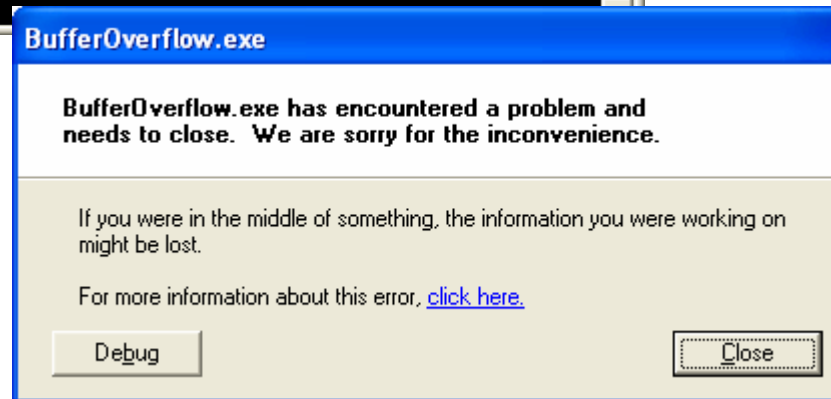 BufferOverflow.exe
BufferOverflow.exe has encountered a problem and
needs to close.  We are sorry for the inconvenience.
If you were in the middle of something, the information you were working on
might be lost.
For more information about this error, click here.
Debug
Close